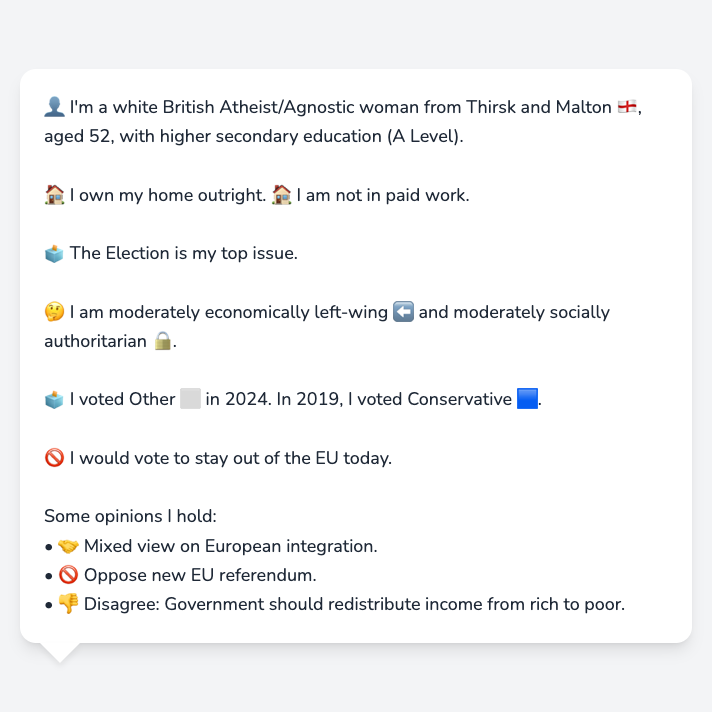 👤 I'm a white British Atheist/Agnostic woman from Thirsk and Malton 🏴󠁧󠁢󠁥󠁮󠁧󠁿,
aged 52, with higher secondary education (A Level).
🏠 I own my home outright. 🏠 I am not in paid work.
🗳️ The Election is my top issue.
🤔 I am moderately economically left-wing ⬅️ and moderately socially
authoritarian 🔒.
🗳️ I voted Other ⬜ in 2024. In 2019, I voted Conservative 🟦.
🚫 I would vote to stay out of the EU today.
Some opinions I hold:
• 🤝 Mixed view on European integration.
• 🚫 Oppose new EU referendum.
• 👎 Disagree: Government should redistribute income from rich to poor.